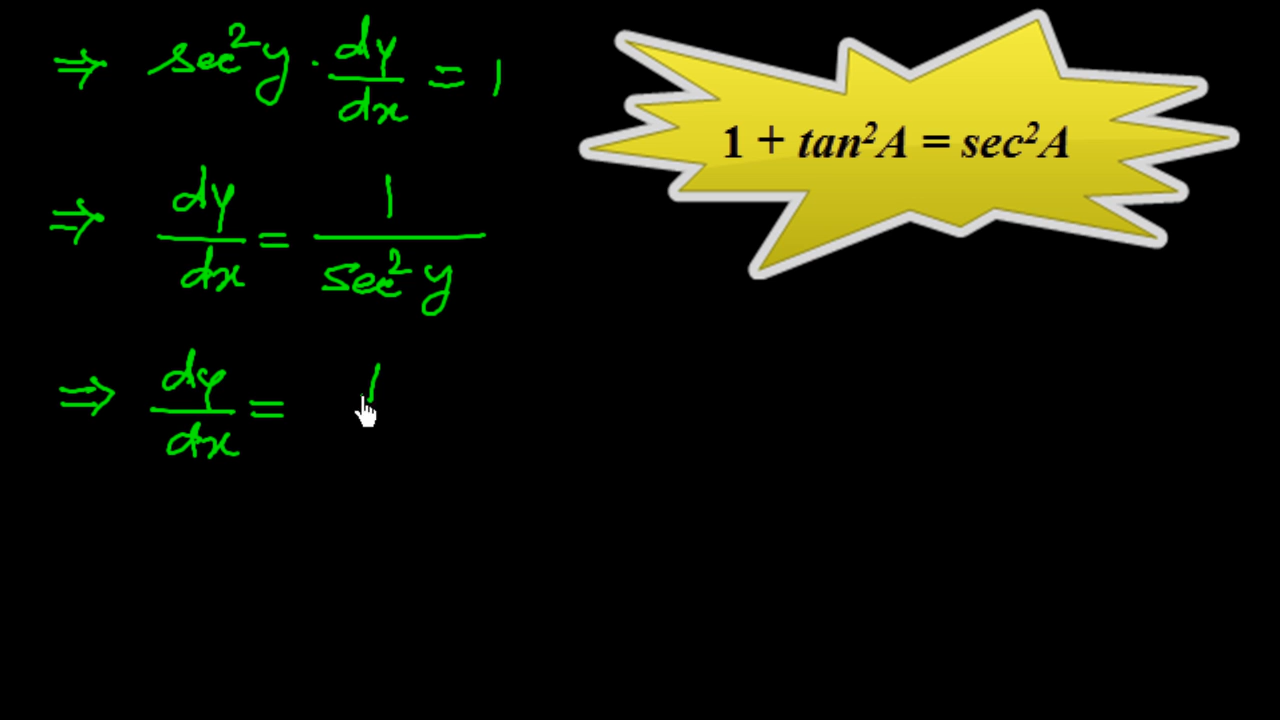 ⇒ sec²y · dy/dx = 1
1 + tan²A = sec²A
⇒ dy/dx = 1/sec²y
⇒ dy/dx = 1